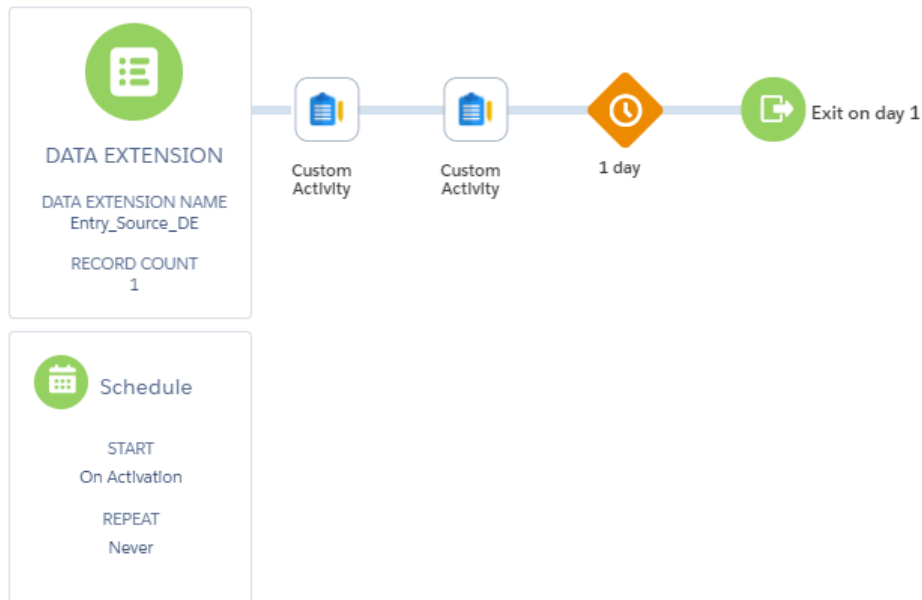 DATA EXTENSION
DATA EXTENSION NAME
Entry_Source_DE
RECORD COUNT
1
Custom
Activity
Custom
Activity
1 day
Exit on day 1
Schedule
START
On Activation
REPEAT
Never